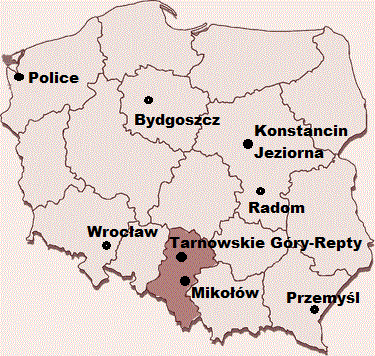 Police
Bydgoszcz
Konstancin
Jeziorna
Radom
Wrocław
Tarnowskie Góry-Repty
Mikołów
Przemyśl